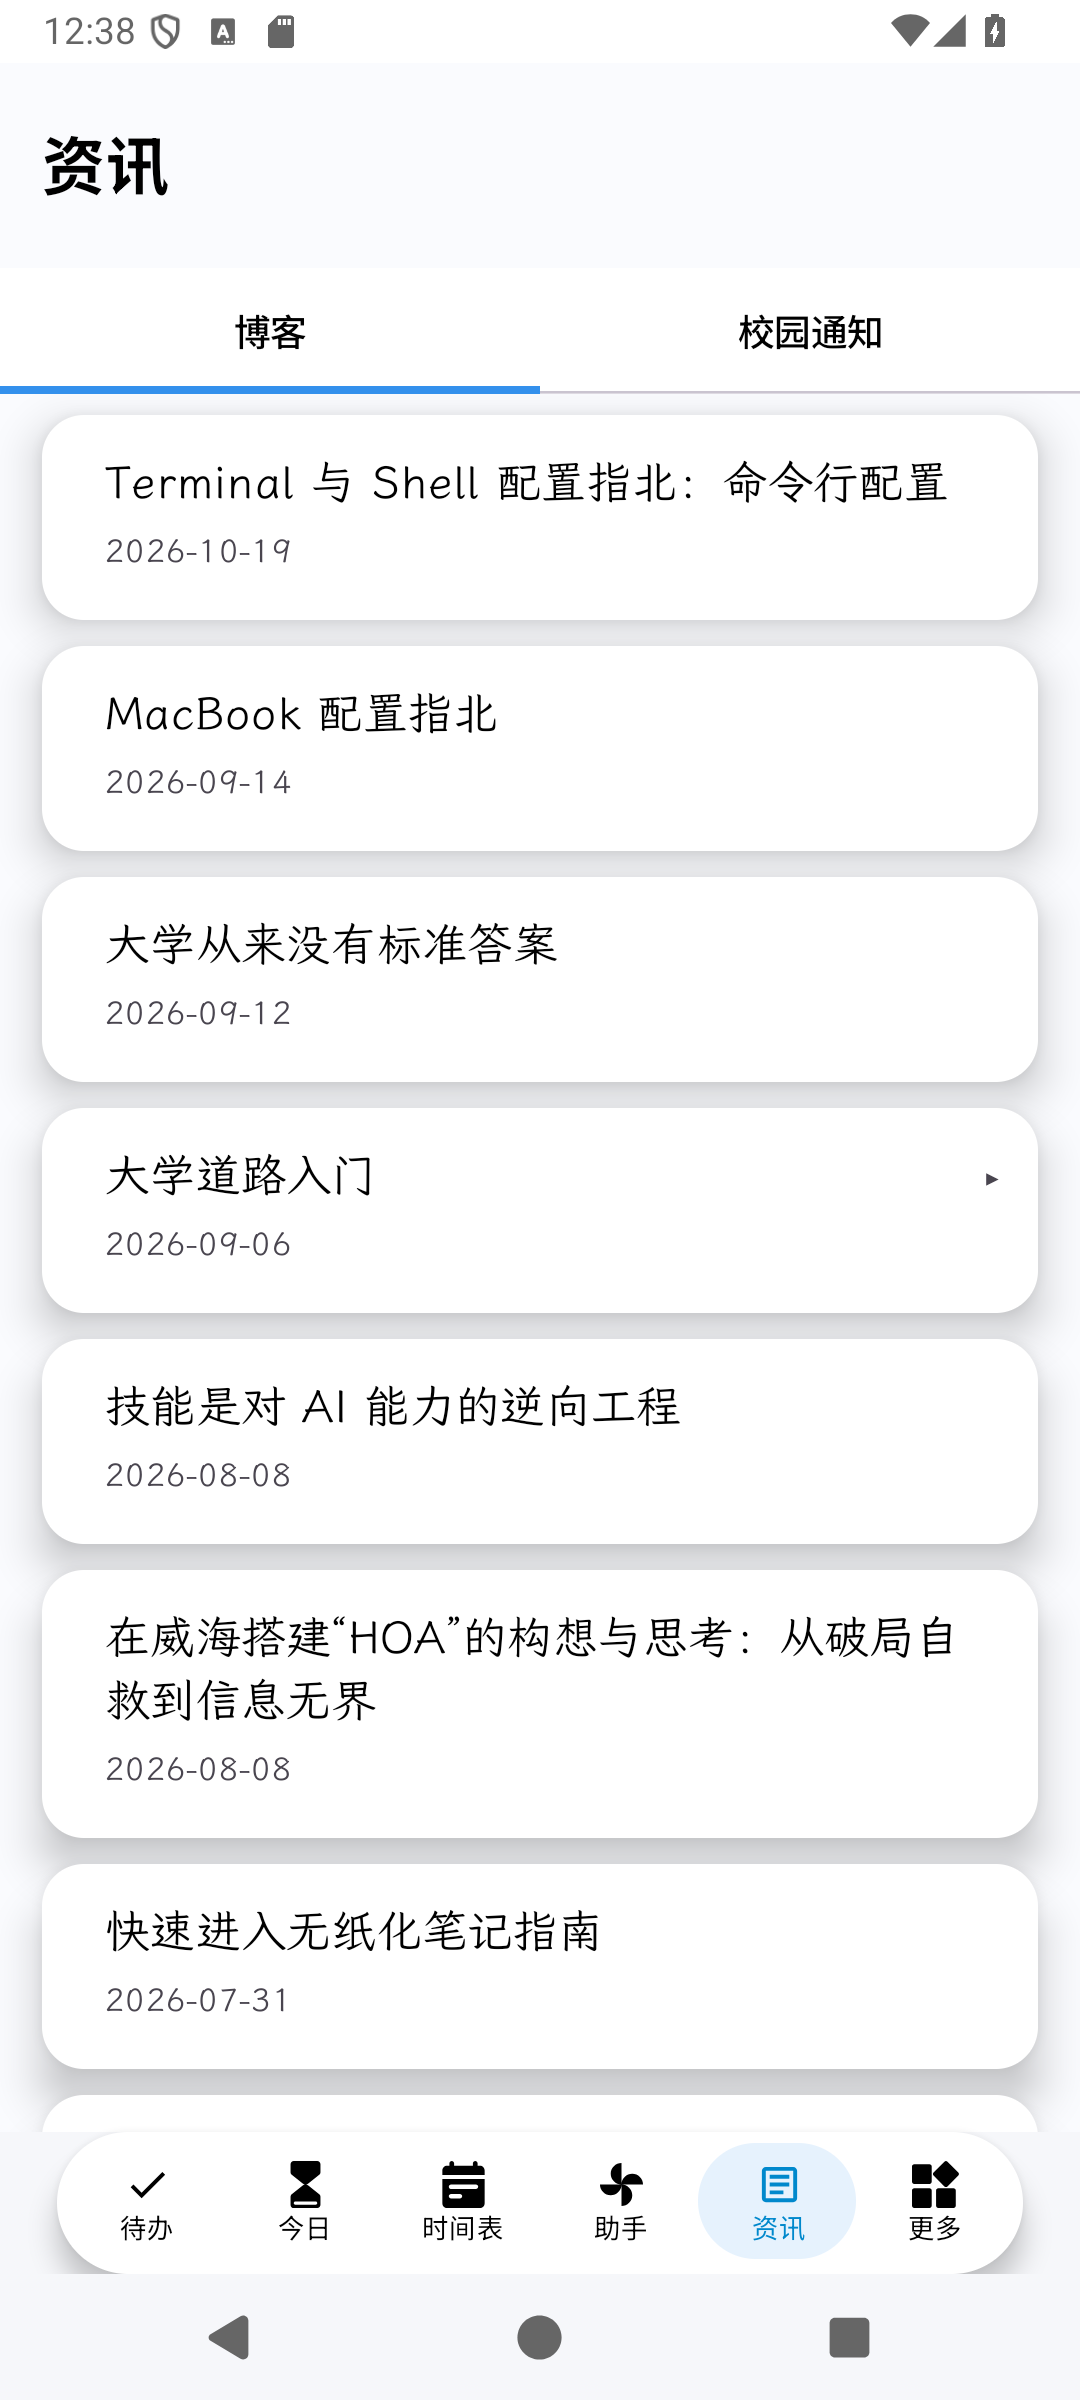 12:38
资讯
博客
校园通知
Terminal 与 Shell 配置指北：命令行配置
2026-10-19
MacBook 配置指北
2026-09-14
大学从来没有标准答案
2026-09-12
大学道路入门
2026-09-06
技能是对 AI 能力的逆向工程
2026-08-08
在威海搭建“HOA”的构想与思考：从破局自
救到信息无界
2026-08-08
快速进入无纸化笔记指南
2026-07-31
待办
今日
时间表
助手
资讯
更多